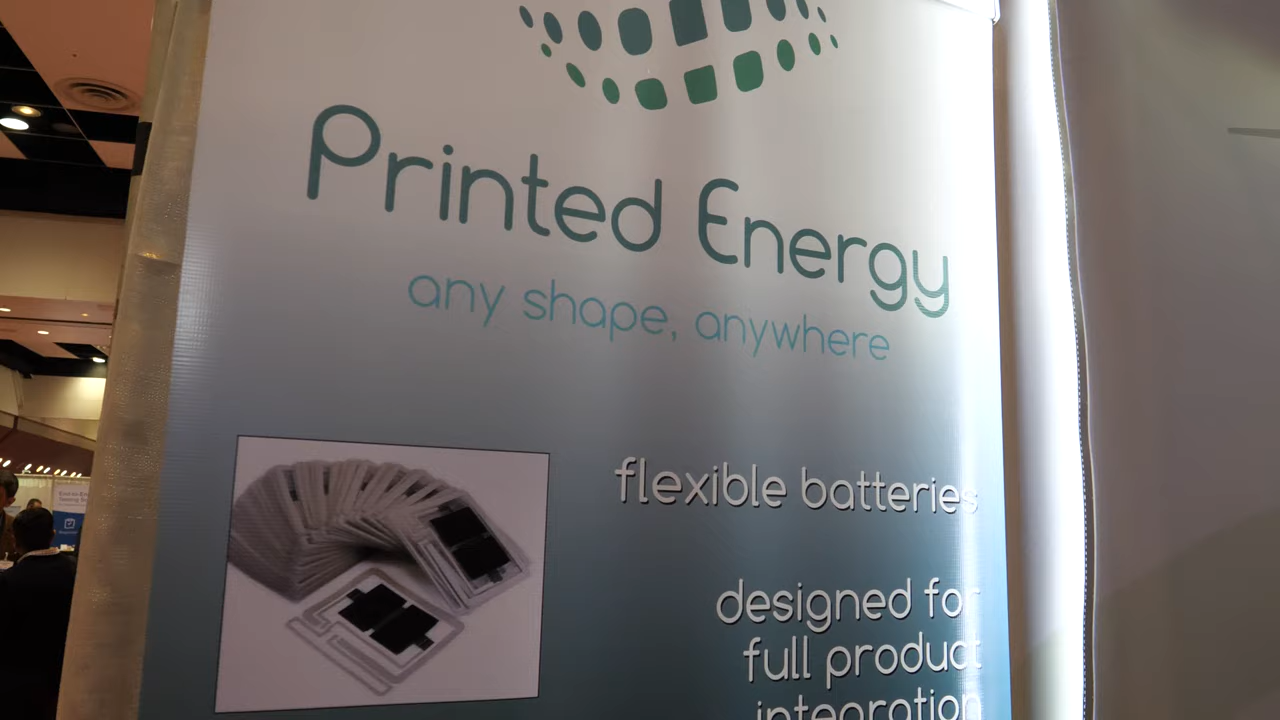 Printed Energy
any shape, anywhere
flexible batteries
designed for
full product
integration